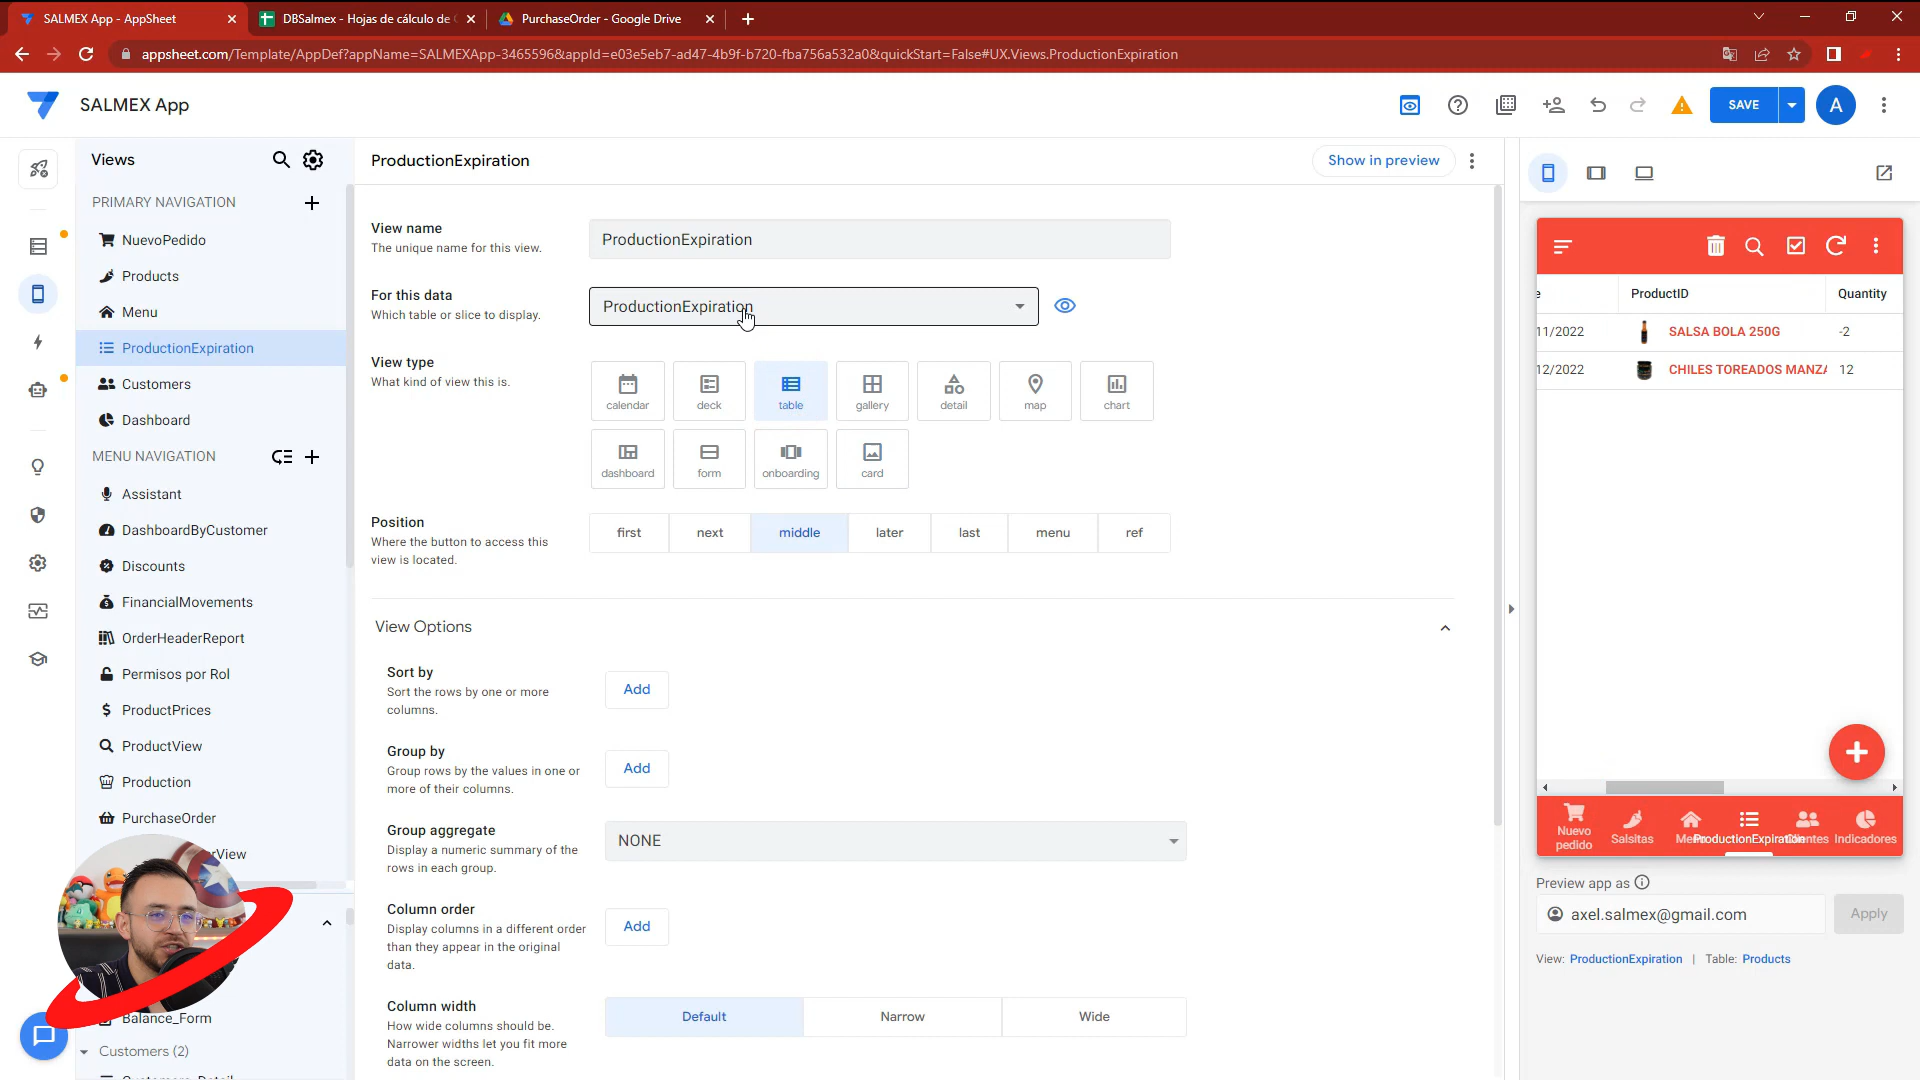 SALMEX App - AppSheet
DBSalmex - Hojas de cálculo de
PurchaseOrder - Google Drive
appsheet.com/Template/AppDef?appName=SALMEXApp-3465596&appId=e03e5eb7-ad47-4b9f-b720-fba756a532a0&quickStart=False#UX.Views.ProductionExpiration
SALMEX App
SAVE
A
Views
PRIMARY NAVIGATION
NuevoPedido
Products
Menu
ProductionExpiration
Customers
Dashboard
MENU NAVIGATION
Assistant
DashboardByCustomer
Discounts
FinancialMovements
OrderHeaderReport
Permisos por Rol
ProductPrices
ProductView
Production
PurchaseOrder
rView
Balance_Form
Customers (2)
ProductionExpiration
Show in preview
View name
The unique name for this view.
ProductionExpiration
For this data
Which table or slice to display.
ProductionExpiration
View type
What kind of view this is.
calendar
deck
table
gallery
detail
map
chart
dashboard
form
onboarding
card
Position
Where the button to access this
view is located.
first
next
middle
later
last
menu
ref
View Options
Sort by
Sort the rows by one or more
columns.
Add
Group by
Group rows by the values in one or
more of their columns.
Add
Group aggregate
Display a numeric summary of the
rows in each group.
NONE
Column order
Display columns in a different order
than they appear in the original
data.
Add
Column width
How wide columns should be.
Narrower widths let you fit more
data on the screen.
Default
Narrow
Wide
ProductID
Quantity
11/2022
SALSA BOLA 250G
-2
12/2022
CHILES TOREADOS MANZA
12
Nuevo
pedido
Salsitas
Me
ProductionExpiration
entes
Indicadores
Preview app as
axel.salmex@gmail.com
Apply
View: ProductionExpiration | Table: Products